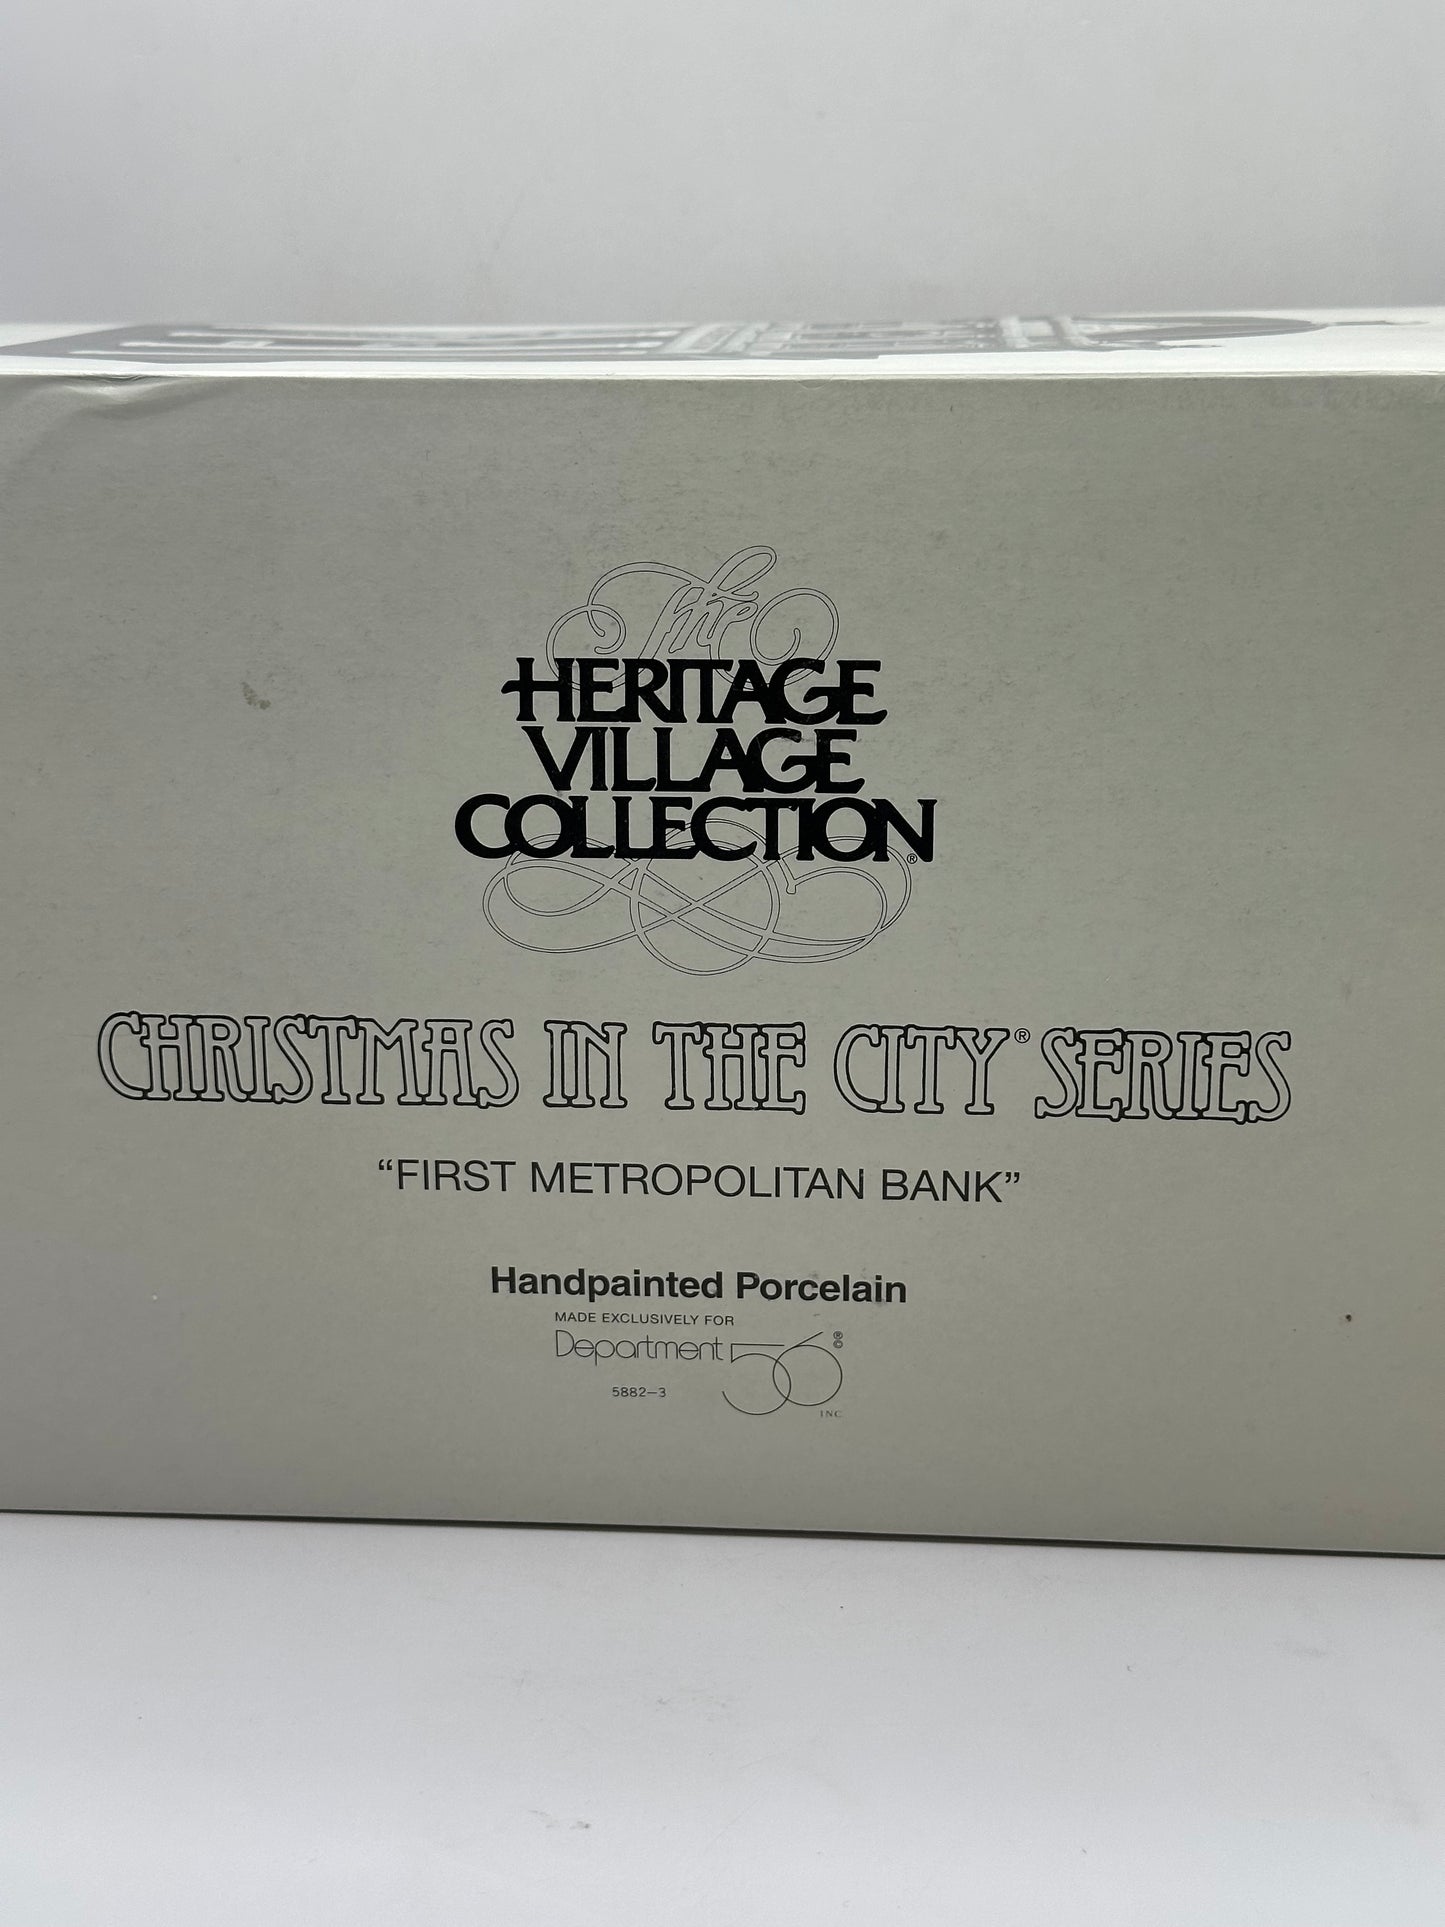 The
HERITAGE
VILLAGE
COLLECTION®
CHRISTMAS IN THE CITY® SERIES
“FIRST METROPOLITAN BANK”
Handpainted Porcelain
MADE EXCLUSIVELY FOR
Department 56 ® ©
5882–3
INC